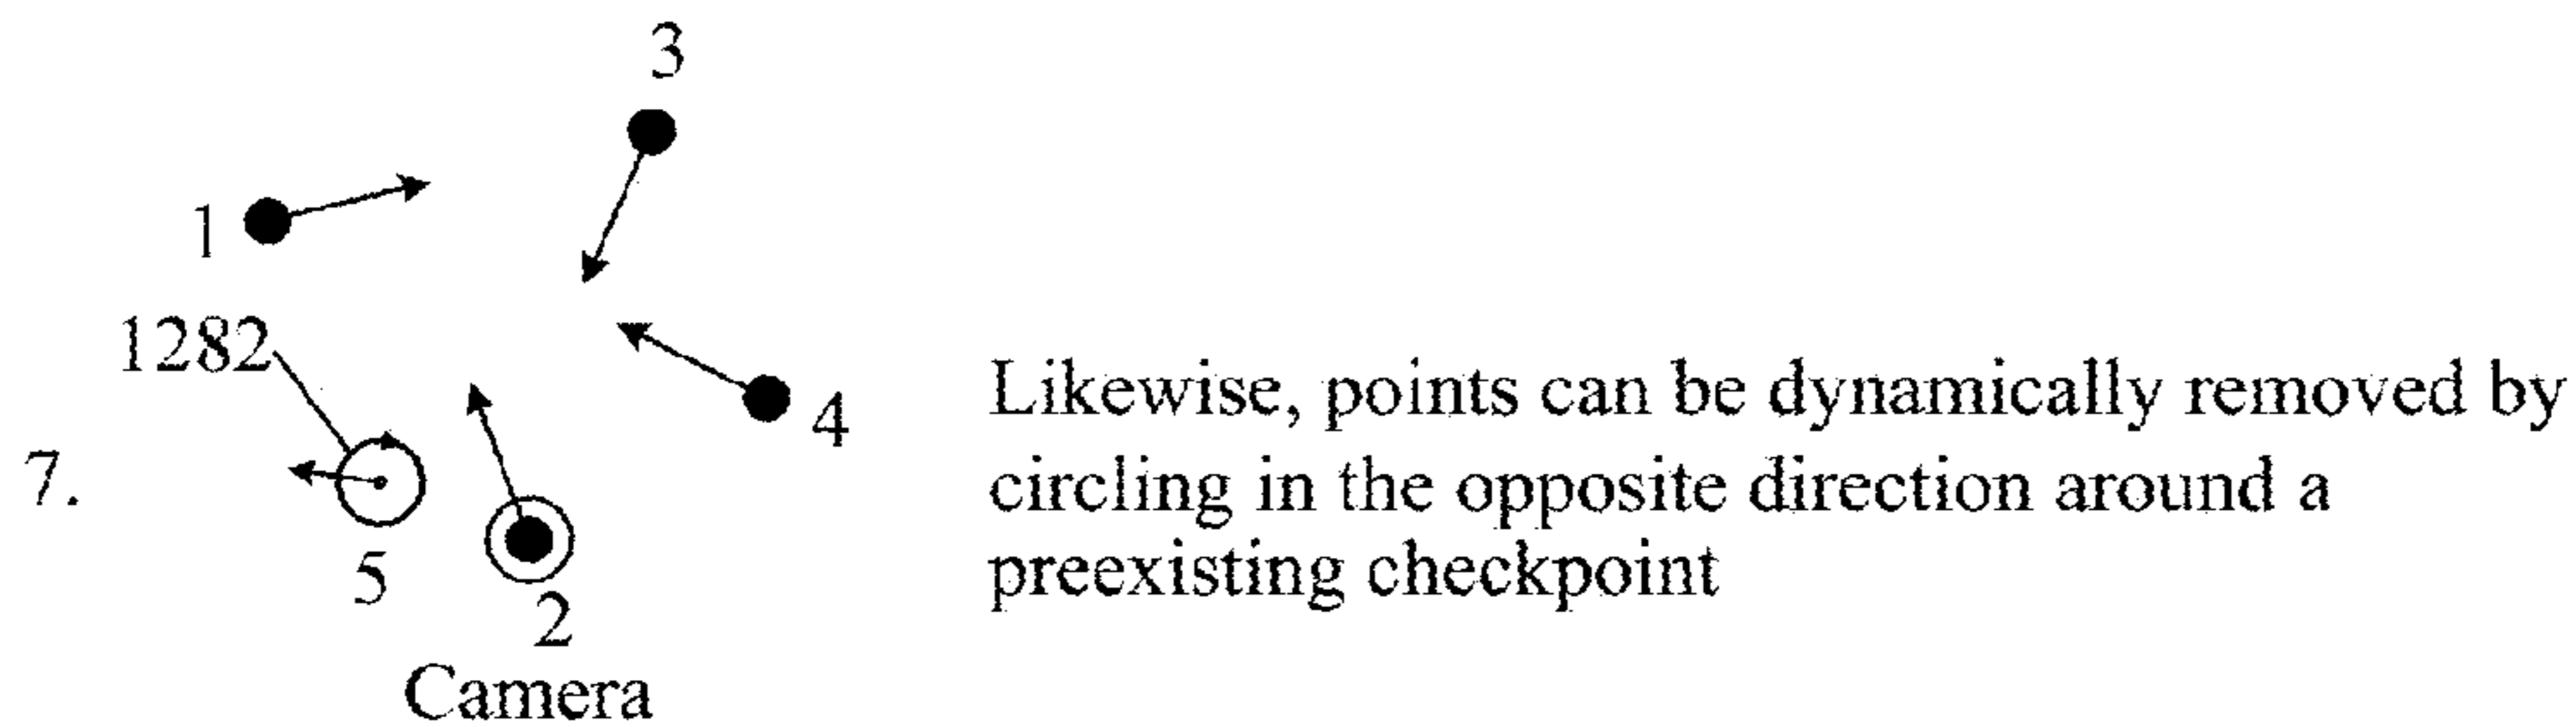 3
1
1282
4
7.
5
2
Camera
Likewise, points can be dynamically removed by
circling in the opposite direction around a
preexisting checkpoint